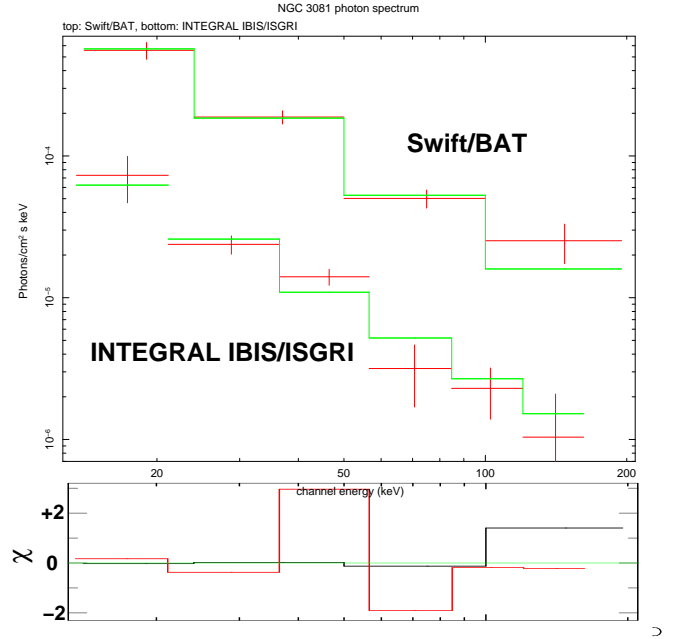 NGC 3081 photon spectrum
top: Swift/BAT, bottom: INTEGRAL IBIS/ISGRI
Swift/BAT
INTEGRAL IBIS/ISGRI
Photons/cm² s keV
10⁻⁴
10⁻⁵
10⁻⁶
20 50 100 200
channel energy (keV)
χ
+2
0
−2